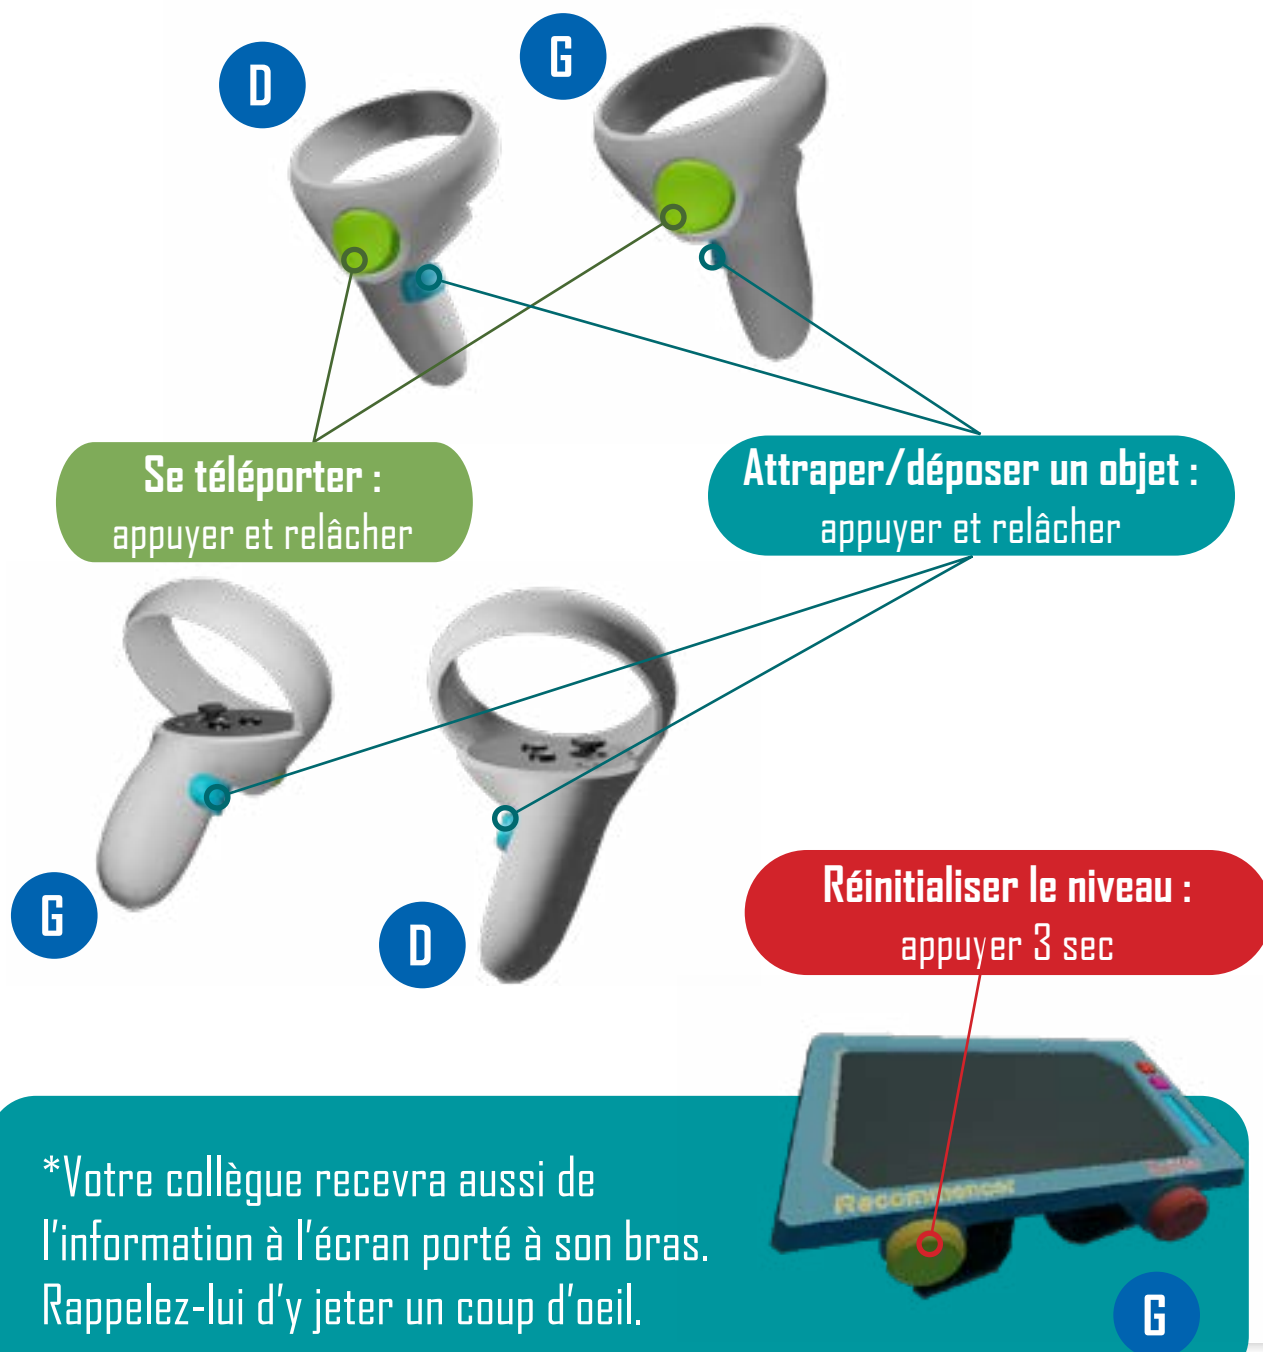 D
G
Se téléporter :
appuyer et relâcher
Attraper/déposer un objet :
appuyer et relâcher
G
D
Réinitialiser le niveau :
appuyer 3 sec
Recommencer
*Votre collègue recevra aussi de
l'information à l'écran porté à son bras.
Rappelez-lui d'y jeter un coup d'oeil.
G